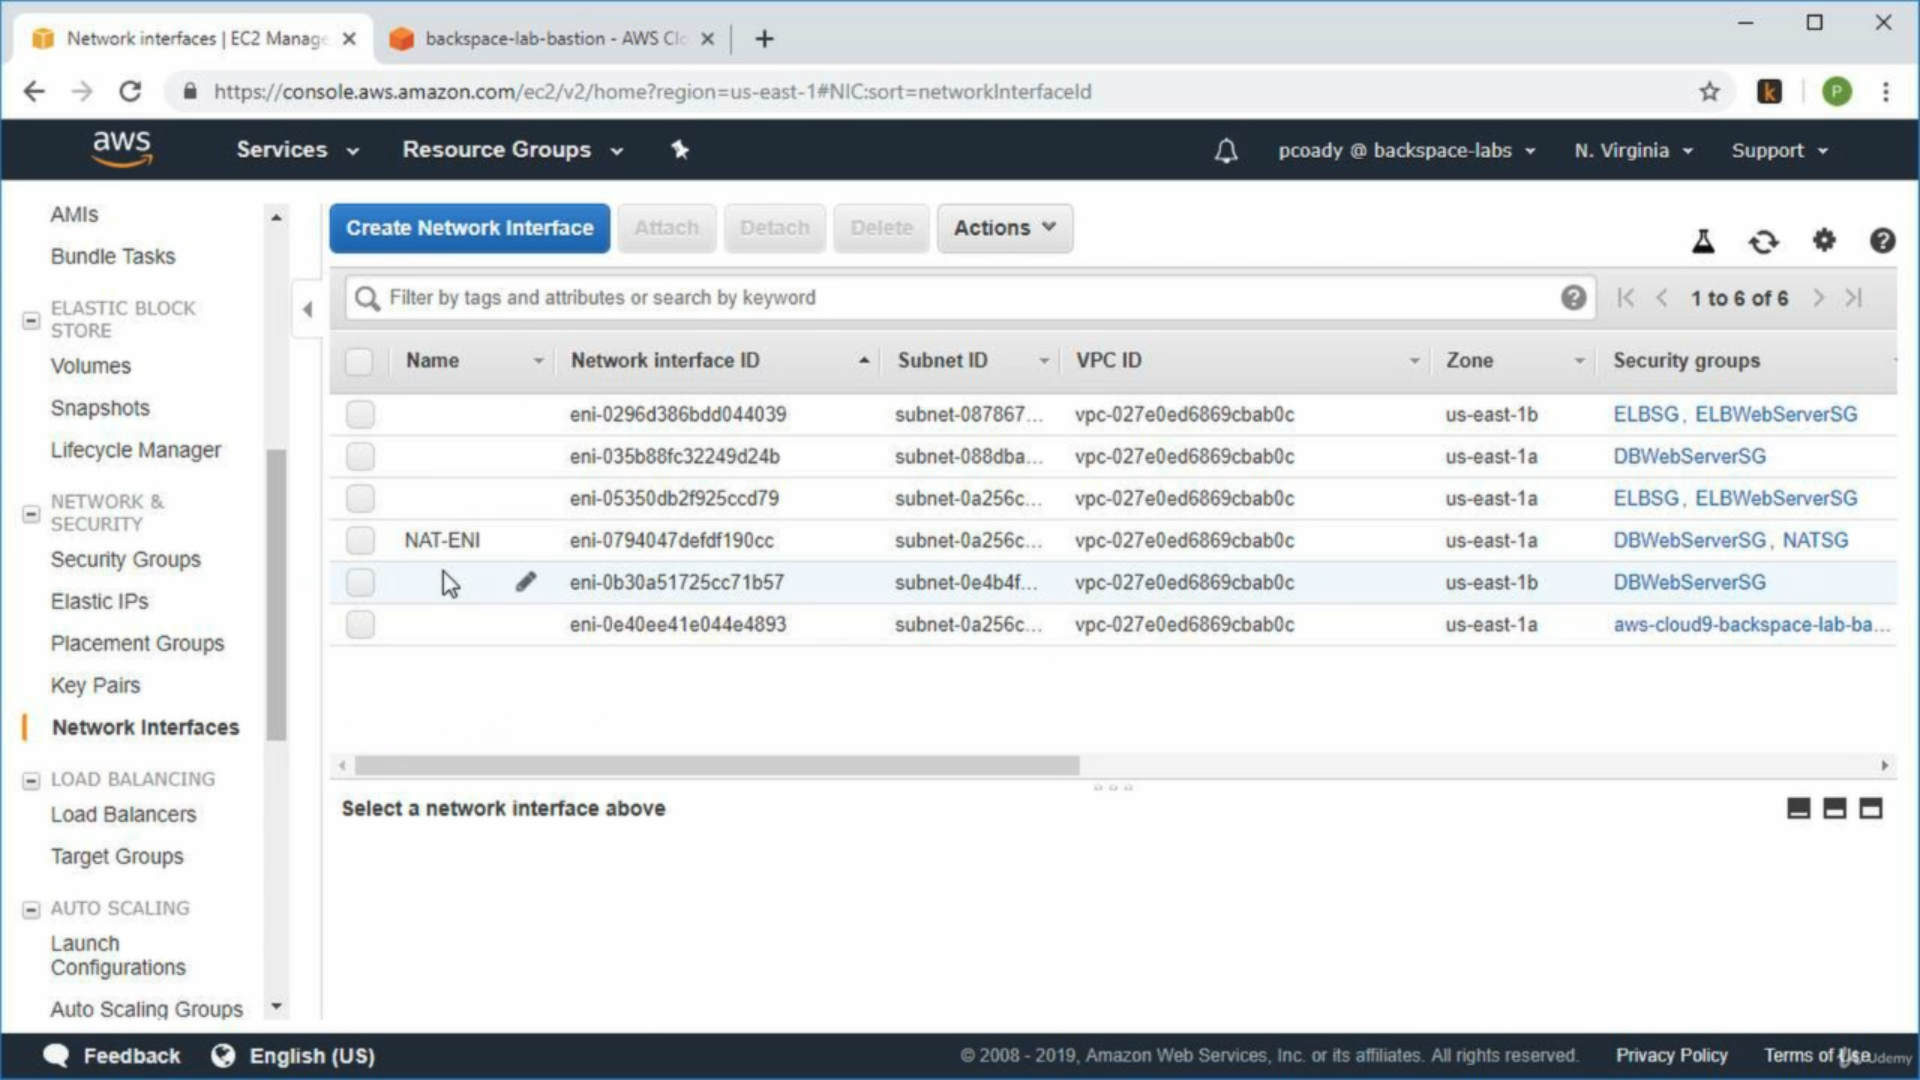 Network interfaces | EC2 Manage
backspace-lab-bastion - AWS Clo
https://console.aws.amazon.com/ec2/v2/home?region=us-east-1#NIC:sort=networkInterfaceId
k
P
aws
Services
Resource Groups
pcoady @ backspace-labs
N. Virginia
Support
AMIs
Bundle Tasks
ELASTIC BLOCK
STORE
Volumes
Snapshots
Lifecycle Manager
NETWORK &
SECURITY
Security Groups
Elastic IPs
Placement Groups
Key Pairs
Network Interfaces
LOAD BALANCING
Load Balancers
Target Groups
AUTO SCALING
Launch
Configurations
Auto Scaling Groups
Create Network Interface Attach Detach Delete Actions
Filter by tags and attributes or search by keyword
1 to 6 of 6
Name Network interface ID Subnet ID VPC ID Zone Security groups
eni-0296d386bdd044039 subnet-087867... vpc-027e0ed6869cbab0c us-east-1b ELBSG, ELBWebServerSG
eni-035b88fc32249d24b subnet-088dba... vpc-027e0ed6869cbab0c us-east-1a DBWebServerSG
eni-05350db2f925ccd79 subnet-0a256c... vpc-027e0ed6869cbab0c us-east-1a ELBSG, ELBWebServerSG
NAT-ENI eni-0794047defdf190cc subnet-0a256c... vpc-027e0ed6869cbab0c us-east-1a DBWebServerSG, NATSG
eni-0b30a51725cc71b57 subnet-0e4b4f... vpc-027e0ed6869cbab0c us-east-1b DBWebServerSG
eni-0e40ee41e044e4893 subnet-0a256c... vpc-027e0ed6869cbab0c us-east-1a aws-cloud9-backspace-lab-ba...
Select a network interface above
Feedback
English (US)
© 2008 - 2019, Amazon Web Services, Inc. or its affiliates. All rights reserved.
Privacy Policy
Terms of Use
Udemy